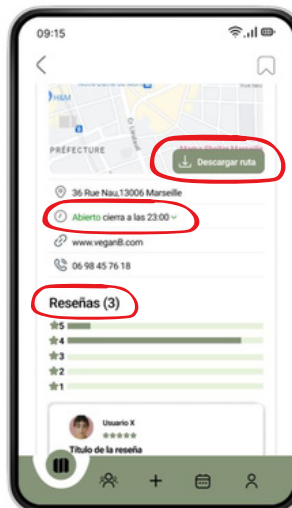 09:15
H&M
PRÉFECTURE
Descargar ruta
36 Rue Nau,13006 Marseille
Abierto cierra a las 23:00
www.veganB.com
06 98 45 76 18
Reseñas (3)
5
4
3
2
1
Usuario X
Título de la reseña